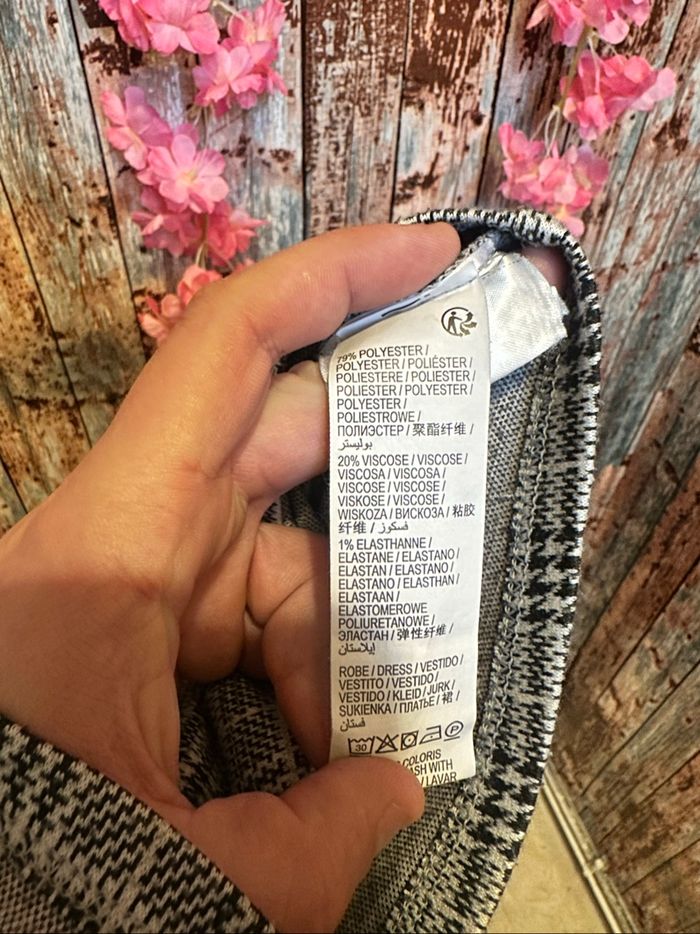 79% POLYESTER /
POLYESTER / POLIÉSTER /
POLIESTERE / POLIESTER /
POLIESTER / POLYESTER /
POLYESTER /
POLIESTROWE /
ПОЛИЭСТЕР / 聚酯纤维 /
بوليستر
20% VISCOSE / VISCOSE /
VISCOSA / VISCOSA /
VISCOSE / VISCOSE /
VISKOSE / VISCOSE /
WISKOZA / ВИСКОЗА / 粘胶
纤维 / فسكوز
1% ELASTHANNE /
ELASTANE / ELASTANO /
ELASTAN / ELASTANO /
ELASTANO / ELASTHAN /
ELASTAAN /
ELASTOMEROWE
POLIURETANOWE /
ЭЛАСТАН / 弹性纤维 /
إيلاستان
ROBE / DRESS / VESTIDO /
VESTITO / VESTIDO /
VESTIDO / KLEID / JURK /
SUKIENKA / ПЛАТЬЕ / 裙 /
فستان
30 P
COLORIS
WITH
/ LAVAR